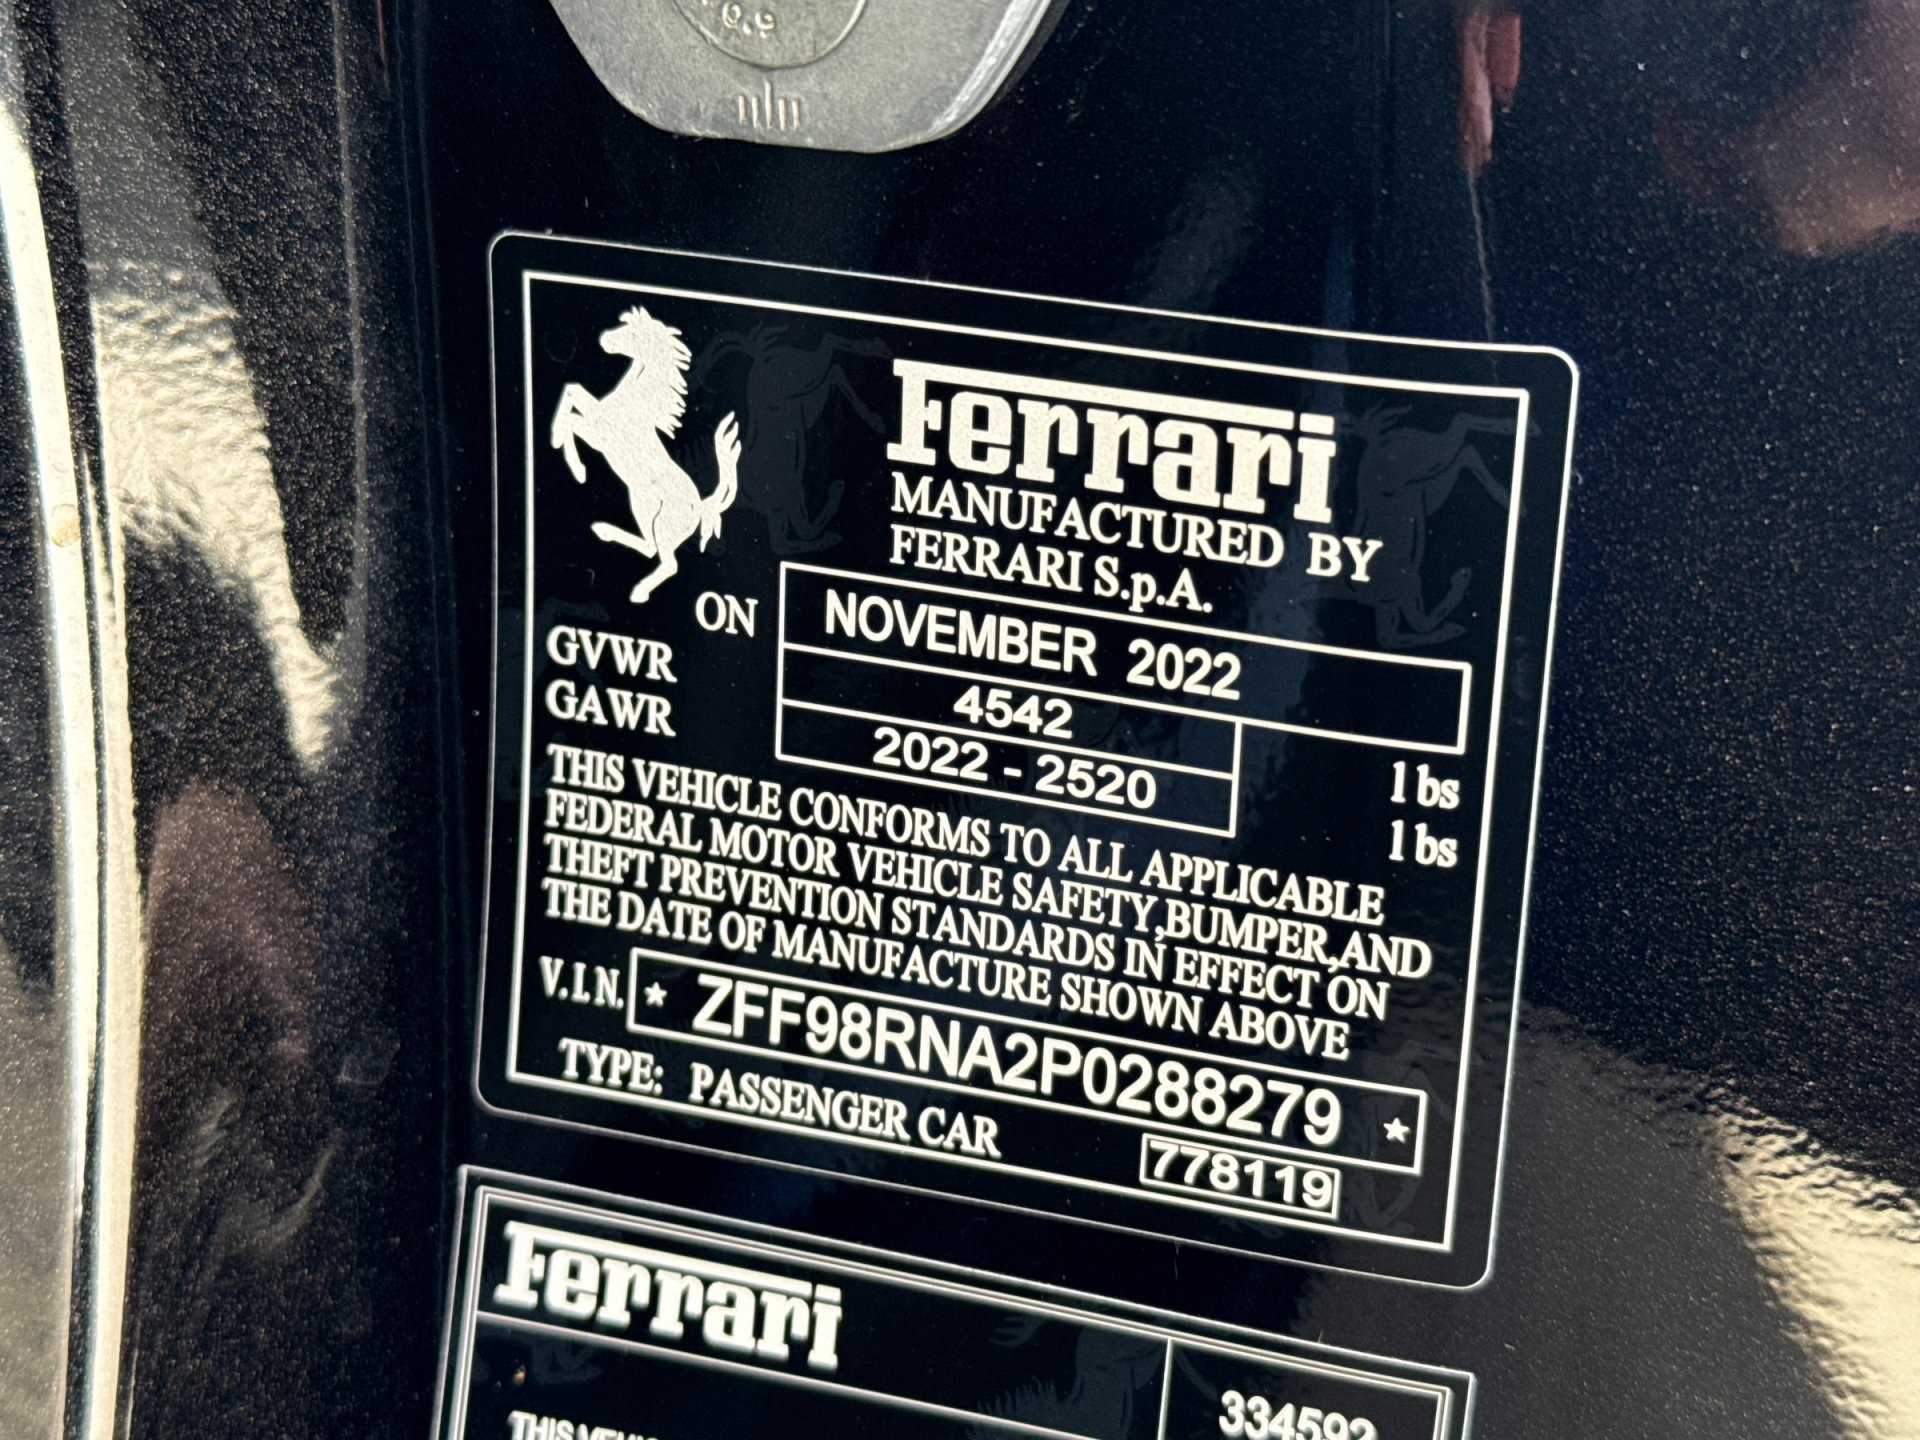 Ferrari
MANUFACTURED BY
FERRARI S.p.A.
ON NOVEMBER 2022
GVWR 4542 lbs
GAWR 2022 - 2520 lbs
THIS VEHICLE CONFORMS TO ALL APPLICABLE
FEDERAL MOTOR VEHICLE SAFETY,BUMPER,AND
THEFT PREVENTION STANDARDS IN EFFECT ON
THE DATE OF MANUFACTURE SHOWN ABOVE
V.I.N. * ZFF98RNA2P0288279 *
TYPE: PASSENGER CAR
778119
Ferrari
334592
THIS